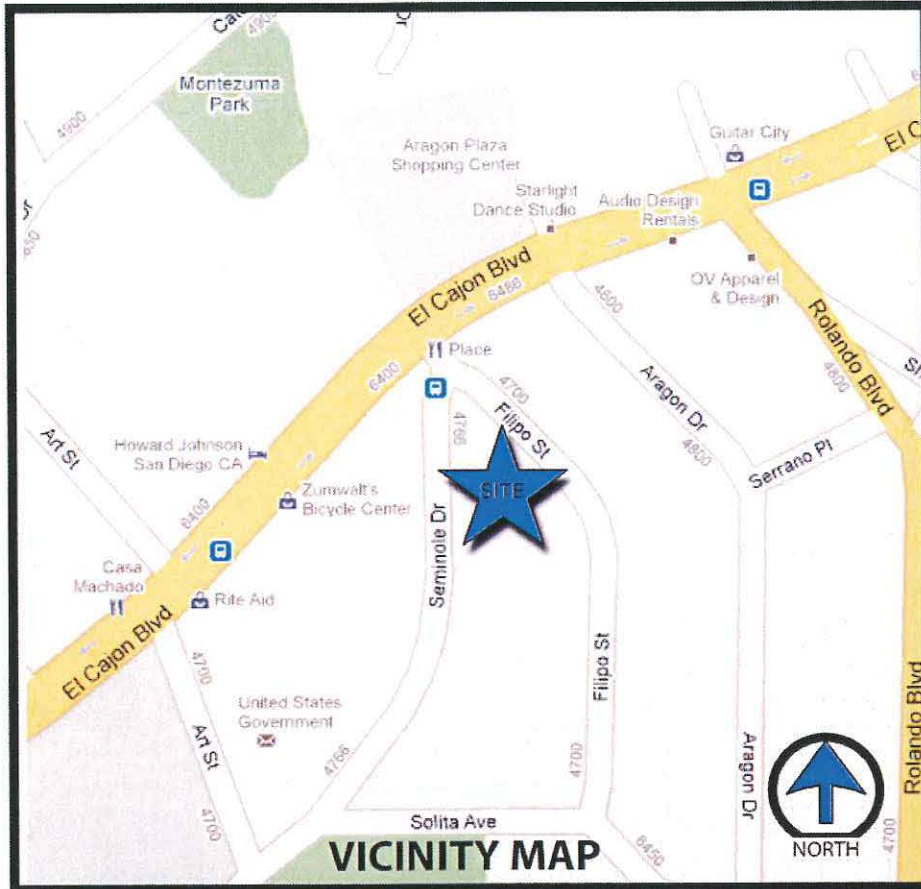 4900
Montezuma
Park
4900
Dr
Aragon Plaza
Shopping Center
Guitar City
El C
Starlight
Dance Studio
Audio Design
Rentals
OV Apparel
& Design
El Cajon Blvd
6486
4600
Rolando Blvd
4800
6400
Place
4700
Filipo St
4766
Aragon Dr
4800
Serrano Pl
Art St
Howard Johnson
San Diego CA
Zumwalt's
Bicycle Center
SITE
6400
Seminole Dr
Casa
Machado
Rite Aid
El Cajon Blvd
4700
Filipo St
United States
Government
Art St
4766
4700
Aragon Dr
Rolando Blvd
4700
Solita Ave
6450
4700
VICINITY MAP
NORTH